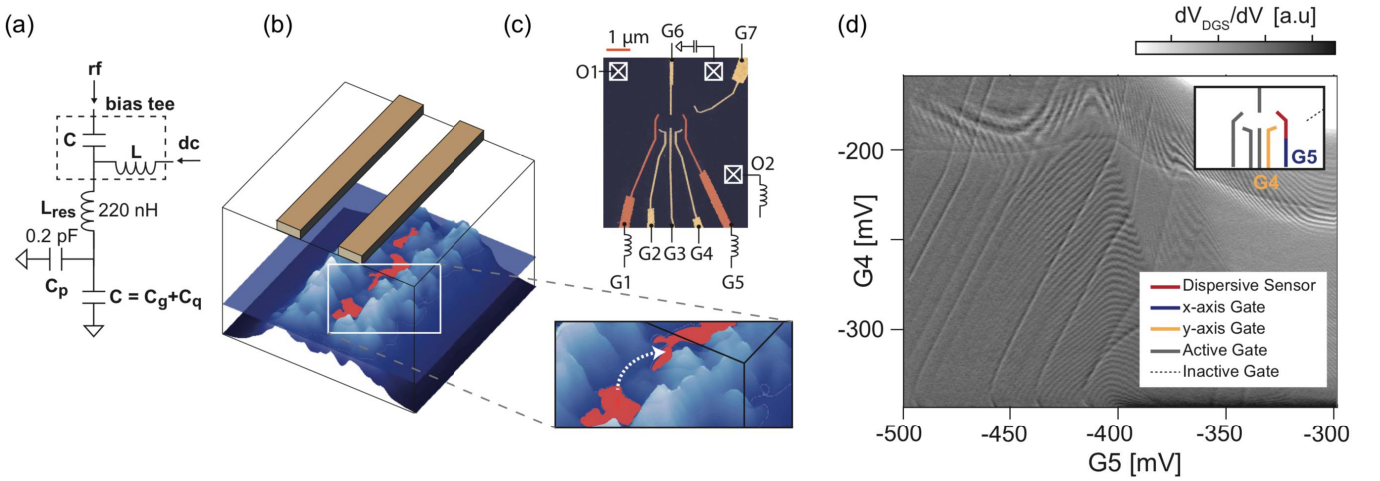 (a)
rf
bias tee
C
L
dc
L_res
220 nH
0.2 pF
C_p
C = C_g+C_q
(b)
(c)
1 μm
G6
G7
O1
O2
G1
G2
G3
G4
G5
(d)
dV_DGS/dV [a.u]
G4 [mV]
-200
-300
G5
G4
Dispersive Sensor
x-axis Gate
y-axis Gate
Active Gate
Inactive Gate
-500
-450
-400
-350
-300
G5 [mV]